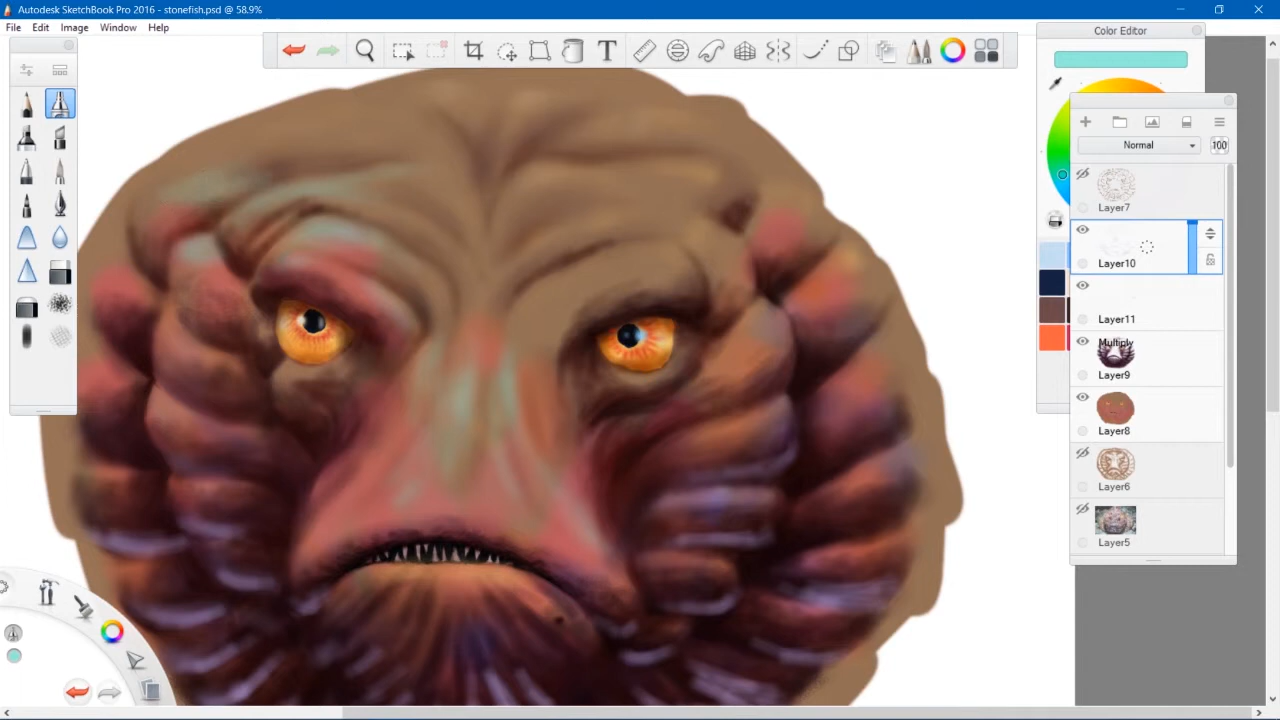 Autodesk SketchBook Pro 2016 - stonefish.psd @ 58.9%
File Edit Image Window Help
T
Color Editor
Normal 100
Layer7
Layer10
Layer11
Multiply
Layer9
Layer8
Layer6
Layer5